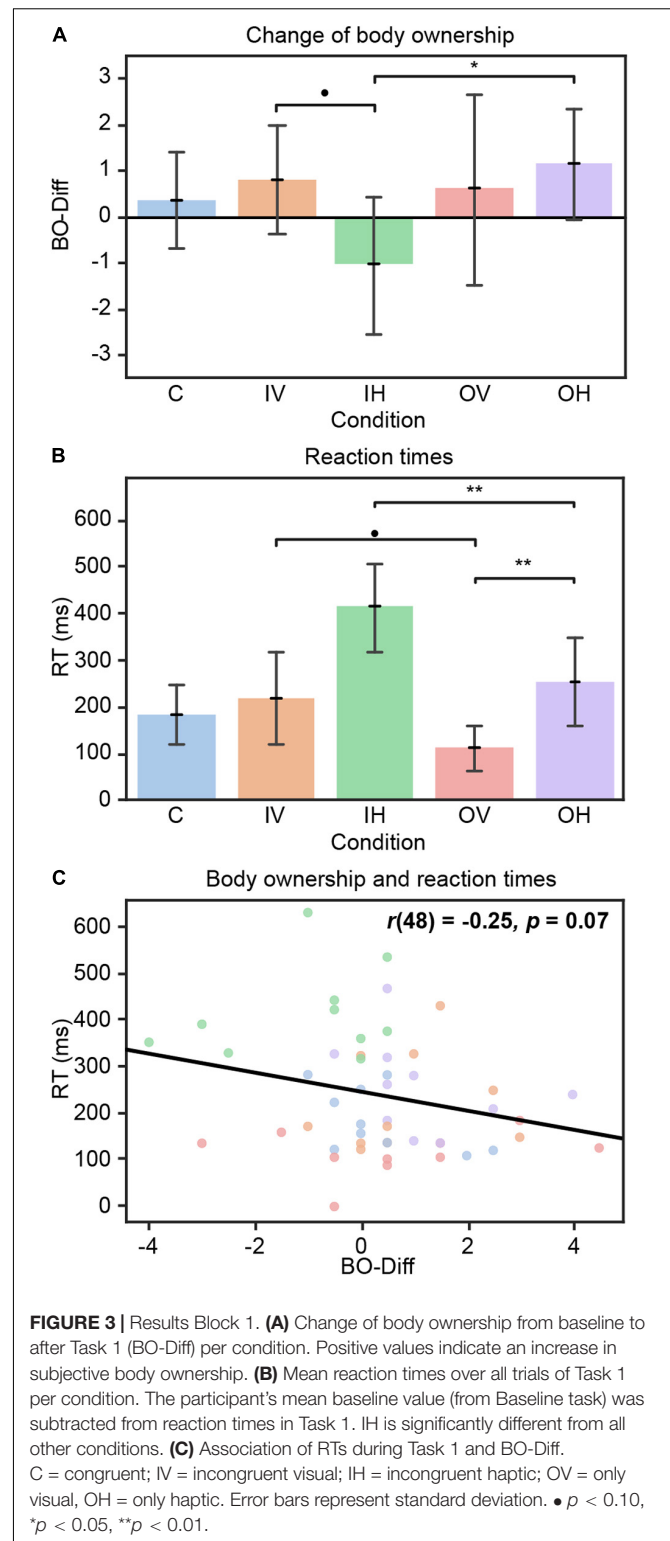 A
Change of body ownership
*
•
3
2
1
0
-1
-2
-3
BO-Diff
C IV IH OV OH
Condition
B
Reaction times
**
•
**
600
500
400
300
200
100
0
RT (ms)
C IV IH OV OH
Condition
C
Body ownership and reaction times
r(48) = -0.25, p = 0.07
600
500
400
300
200
100
0
RT (ms)
-4 -2 0 2 4
BO-Diff
FIGURE 3 | Results Block 1. (A) Change of body ownership from baseline to
after Task 1 (BO-Diff) per condition. Positive values indicate an increase in
subjective body ownership. (B) Mean reaction times over all trials of Task 1
per condition. The participant's mean baseline value (from Baseline task) was
subtracted from reaction times in Task 1. IH is significantly different from all
other conditions. (C) Association of RTs during Task 1 and BO-Diff.
C = congruent; IV = incongruent visual; IH = incongruent haptic; OV = only
visual, OH = only haptic. Error bars represent standard deviation. • p < 0.10,
*p < 0.05, **p < 0.01.